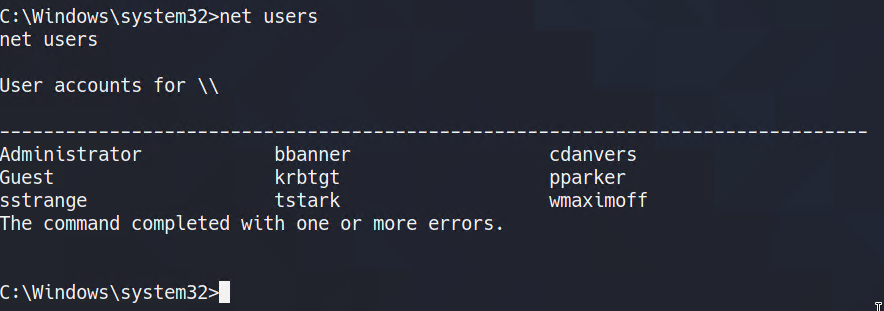 C:\Windows\system32>net users
net users
User accounts for \\
-------------------------------------------------------------------------------
Administrator            bbanner                  cdanvers
Guest                    krbtgt                   pparker
sstrange                 tstark                   wmaximoff
The command completed with one or more errors.
C:\Windows\system32>